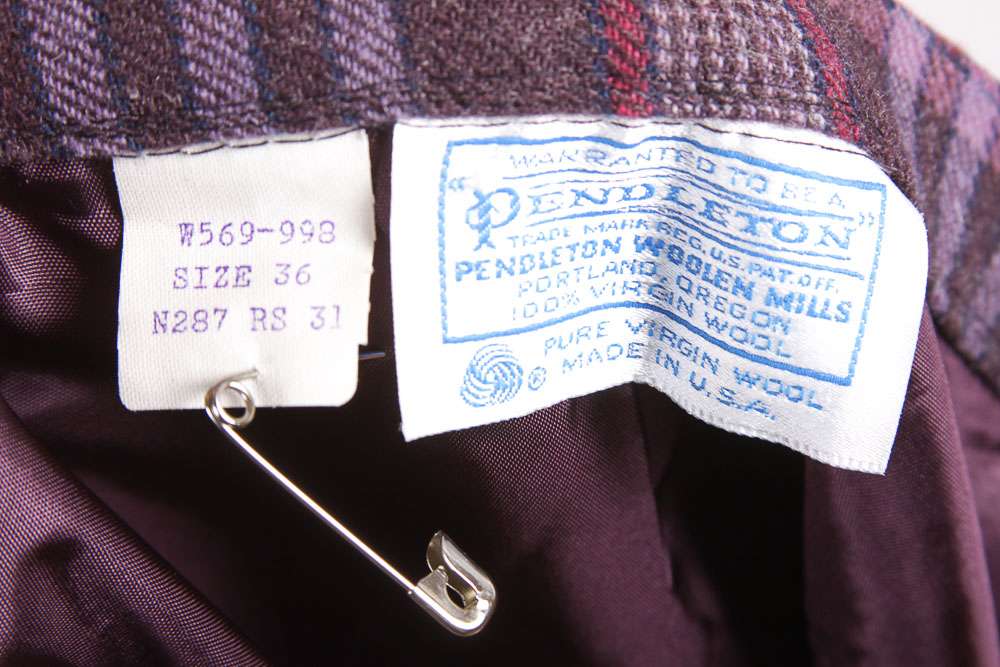 W569-998
SIZE 36
N287 RS 31
WARRANTED TO BE A
"PENDLETON"
TRADE MARK REG. U.S. PAT. OFF.
PENDLETON WOOLEN MILLS
PORTLAND, OREGON
100% VIRGIN WOOL
PURE VIRGIN WOOL
® MADE IN U.S.A.